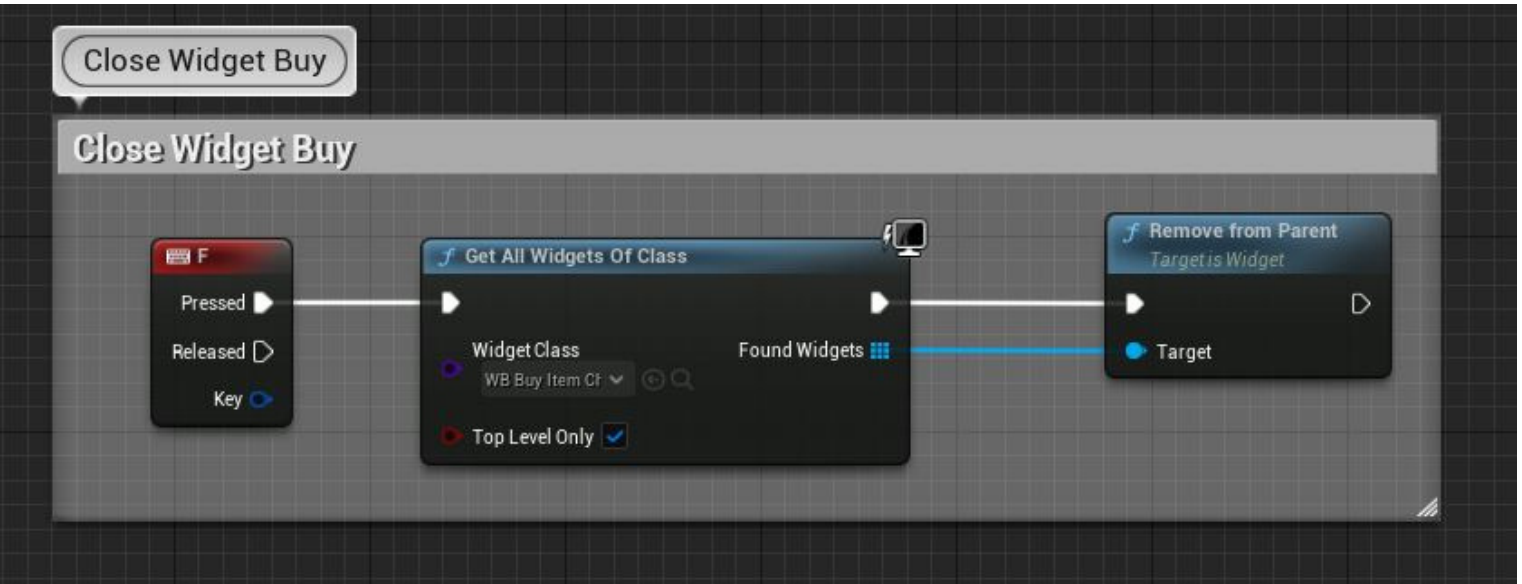 Close Widget Buy
Close Widget Buy
F
Pressed
Released
Key
f Get All Widgets Of Class
Widget Class
WB Buy Item Ch
Top Level Only
Found Widgets
f Remove from Parent
Target is Widget
Target